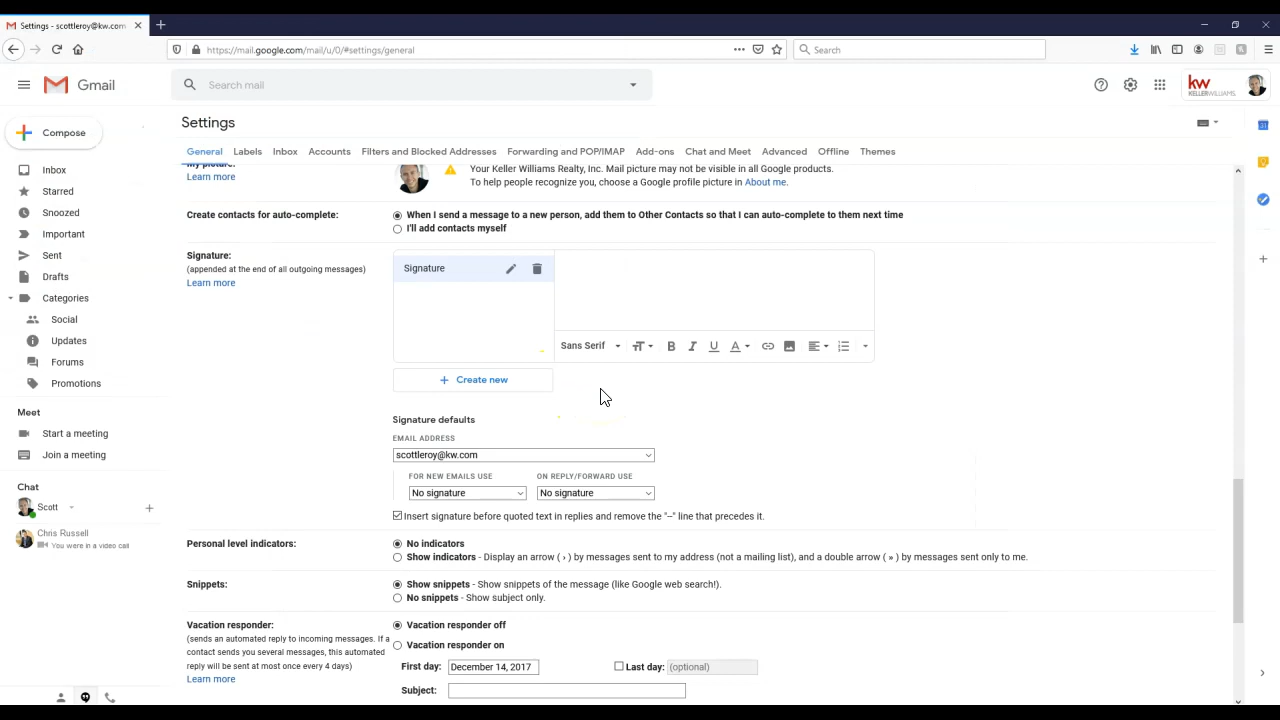 Settings - scottleroy@kw.com
https://mail.google.com/mail/u/0/#settings/general
Search
Gmail
Search mail
kw
KELLERWILLIAMS.
Compose
Settings
General Labels Inbox Accounts Filters and Blocked Addresses Forwarding and POP/IMAP Add-ons Chat and Meet Advanced Offline Themes
Inbox
Starred
Snoozed
Important
Sent
Drafts
Categories
Social
Updates
Forums
Promotions
Meet
Start a meeting
Join a meeting
Chat
Scott
Chris Russell
You were in a video call
My picture:
Learn more
Your Keller Williams Realty, Inc. Mail picture may not be visible in all Google products.
To help people recognize you, choose a Google profile picture in About me.
Create contacts for auto-complete:
When I send a message to a new person, add them to Other Contacts so that I can auto-complete to them next time
I'll add contacts myself
Signature:
(appended at the end of all outgoing messages)
Learn more
Signature
Sans Serif
B I U A
Create new
Signature defaults
EMAIL ADDRESS
scottleroy@kw.com
FOR NEW EMAILS USE ON REPLY/FORWARD USE
No signature No signature
Insert signature before quoted text in replies and remove the "--" line that precedes it.
Personal level indicators:
No indicators
Show indicators - Display an arrow ( › ) by messages sent to my address (not a mailing list), and a double arrow ( » ) by messages sent only to me.
Snippets:
Show snippets - Show snippets of the message (like Google web search!).
No snippets - Show subject only.
Vacation responder:
(sends an automated reply to incoming messages. If a
contact sends you several messages, this automated
reply will be sent at most once every 4 days)
Learn more
Vacation responder off
Vacation responder on
First day: December 14, 2017 Last day: (optional)
Subject: